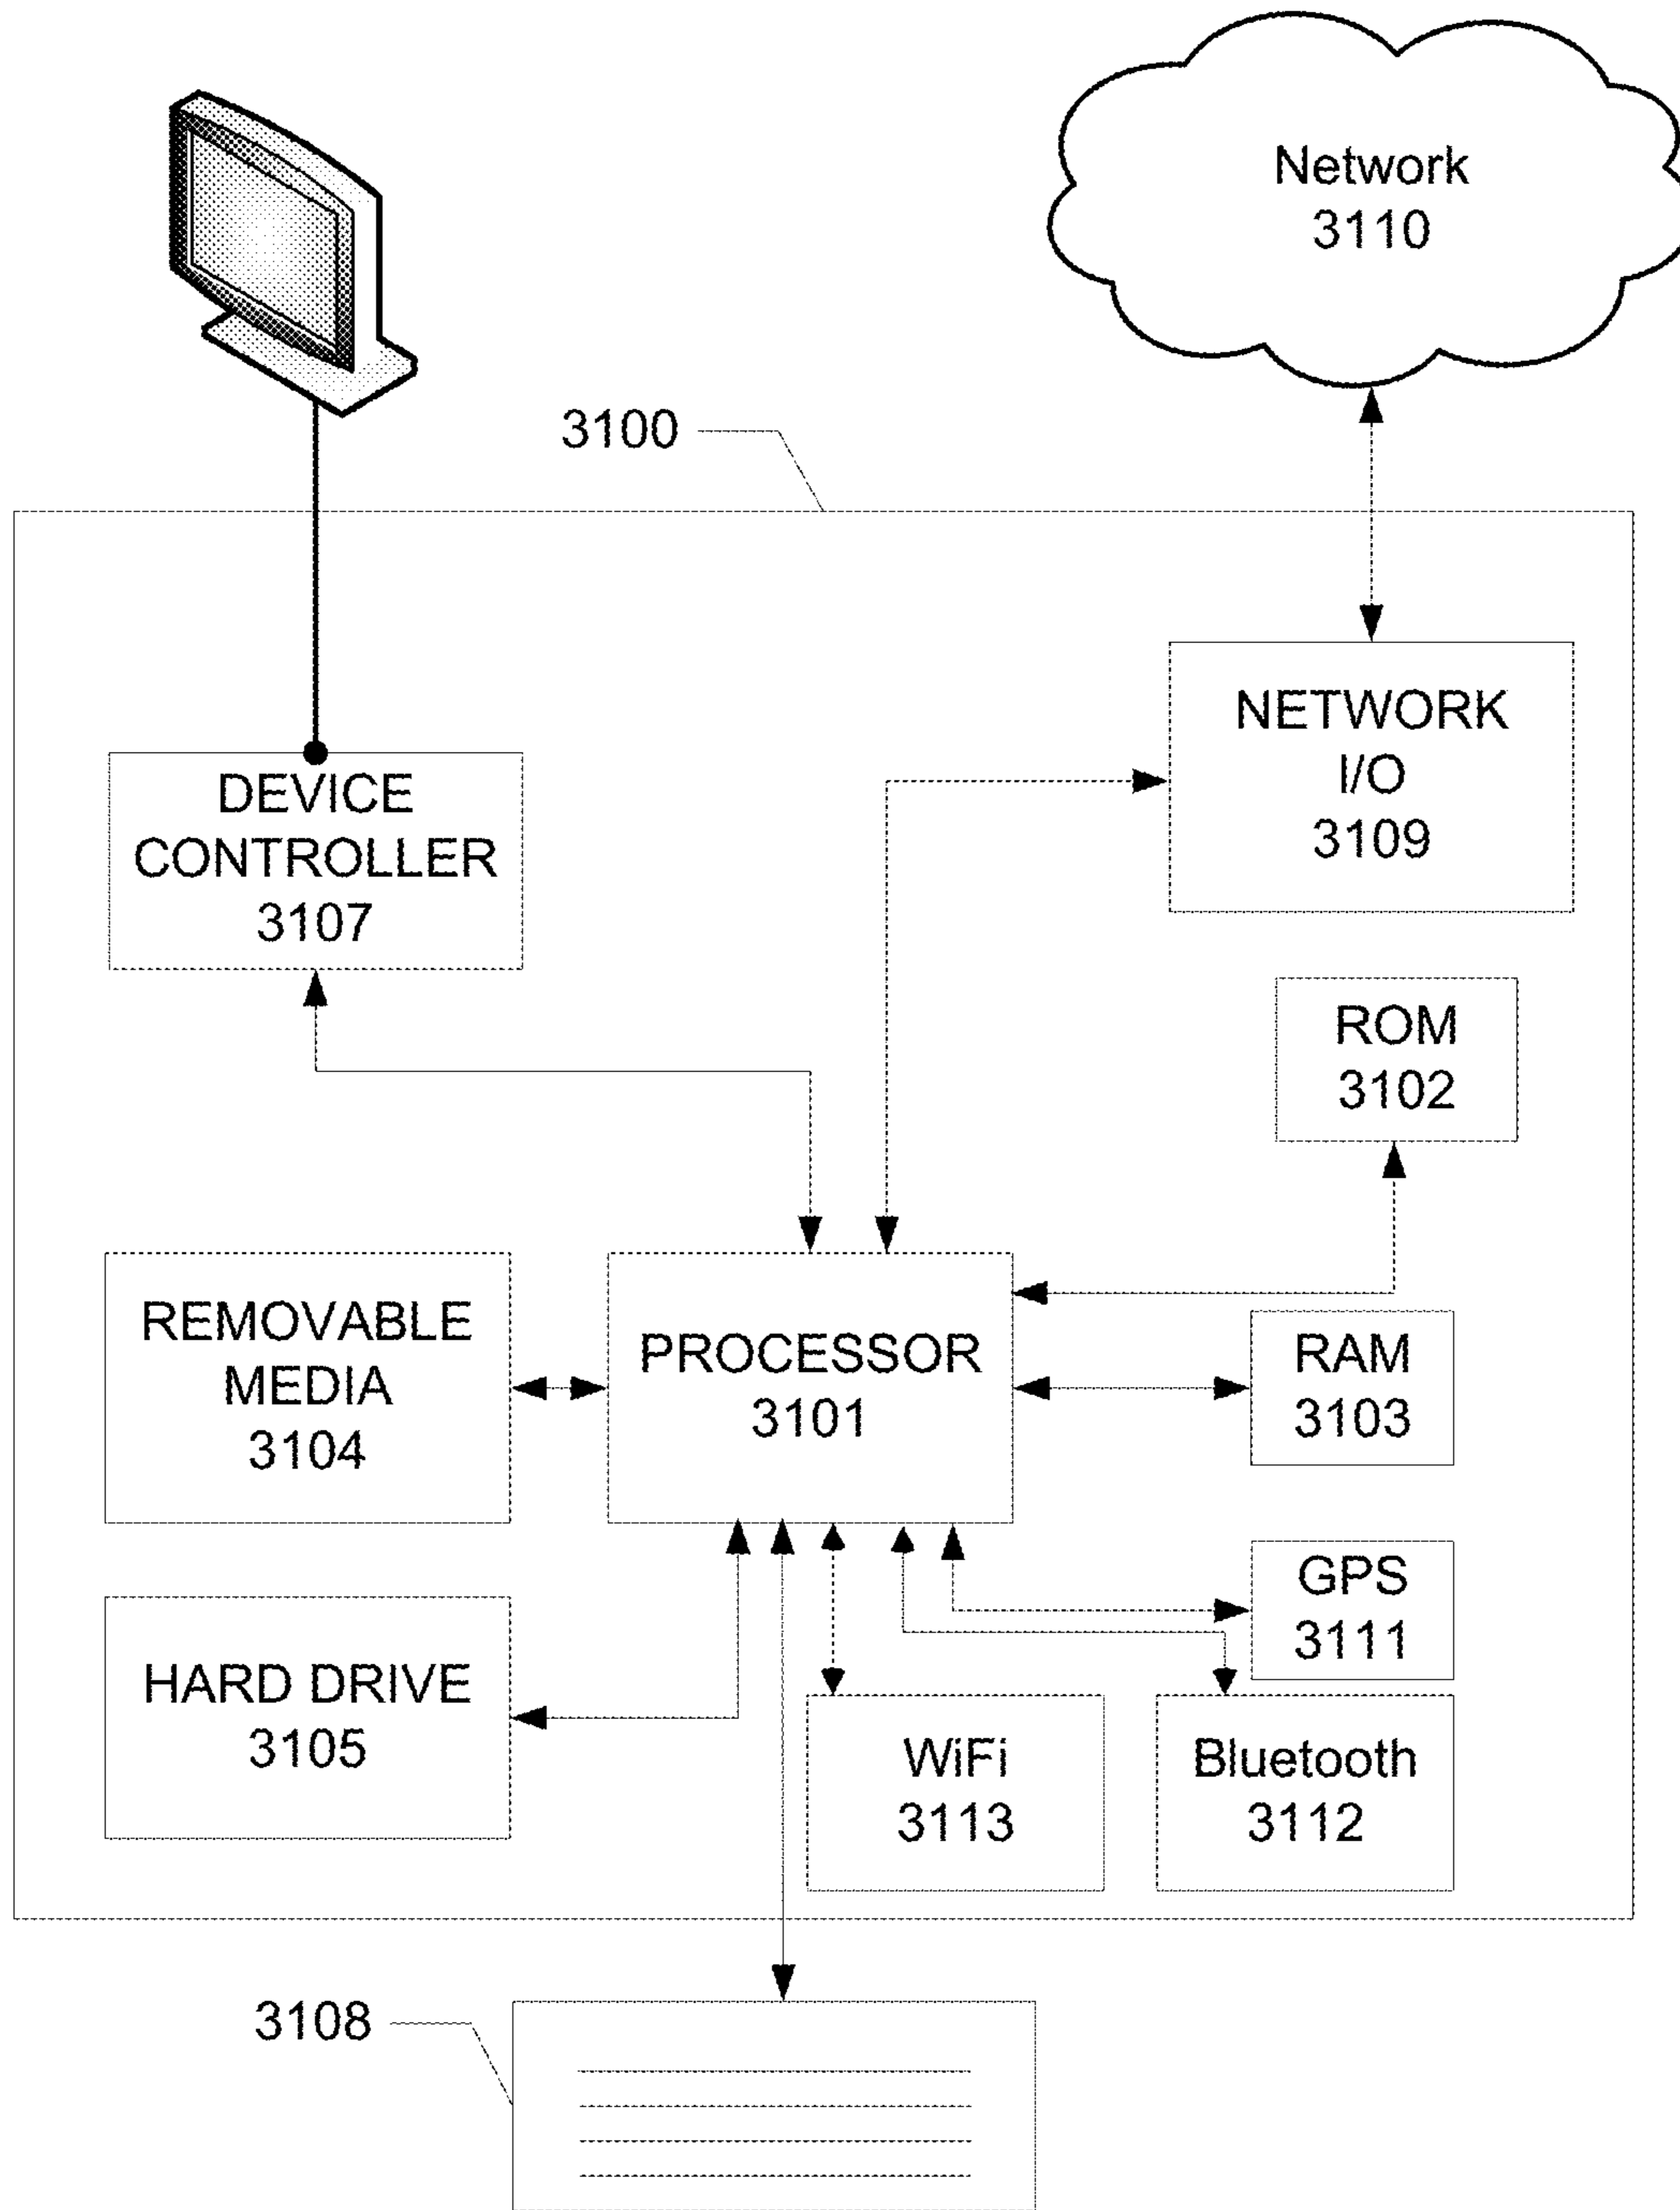 Network
3110
3100
NETWORK
I/O
3109
DEVICE
CONTROLLER
3107
ROM
3102
REMOVABLE
MEDIA
3104
PROCESSOR
3101
RAM
3103
GPS
3111
HARD DRIVE
3105
WiFi
3113
Bluetooth
3112
3108